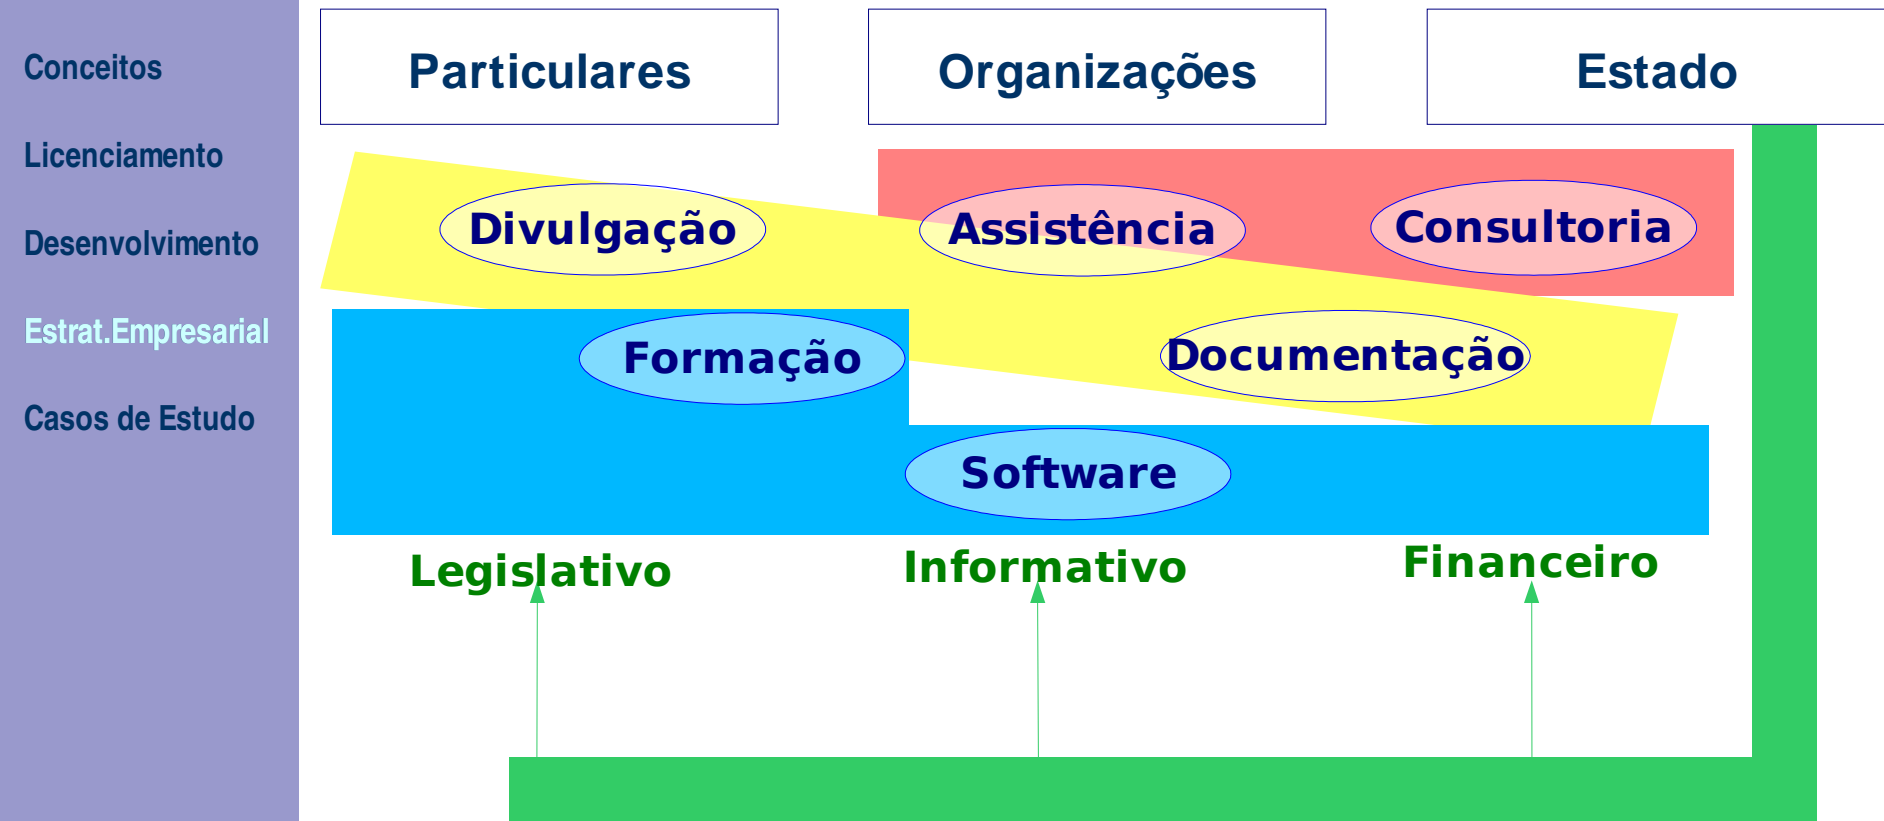 Conceitos
Licenciamento
Desenvolvimento
Estrat.Empresarial
Casos de Estudo
Particulares
Organizações
Estado
Divulgação
Assistência
Consultoria
Formação
Documentação
Software
Legislativo
Informativo
Financeiro